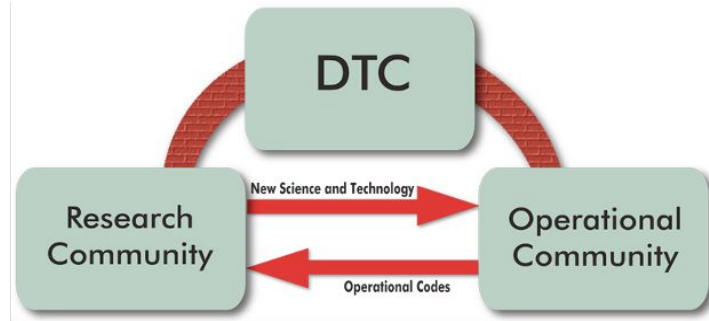 DTC
New Science and Technology
Research
Community
Operational
Community
Operational Codes